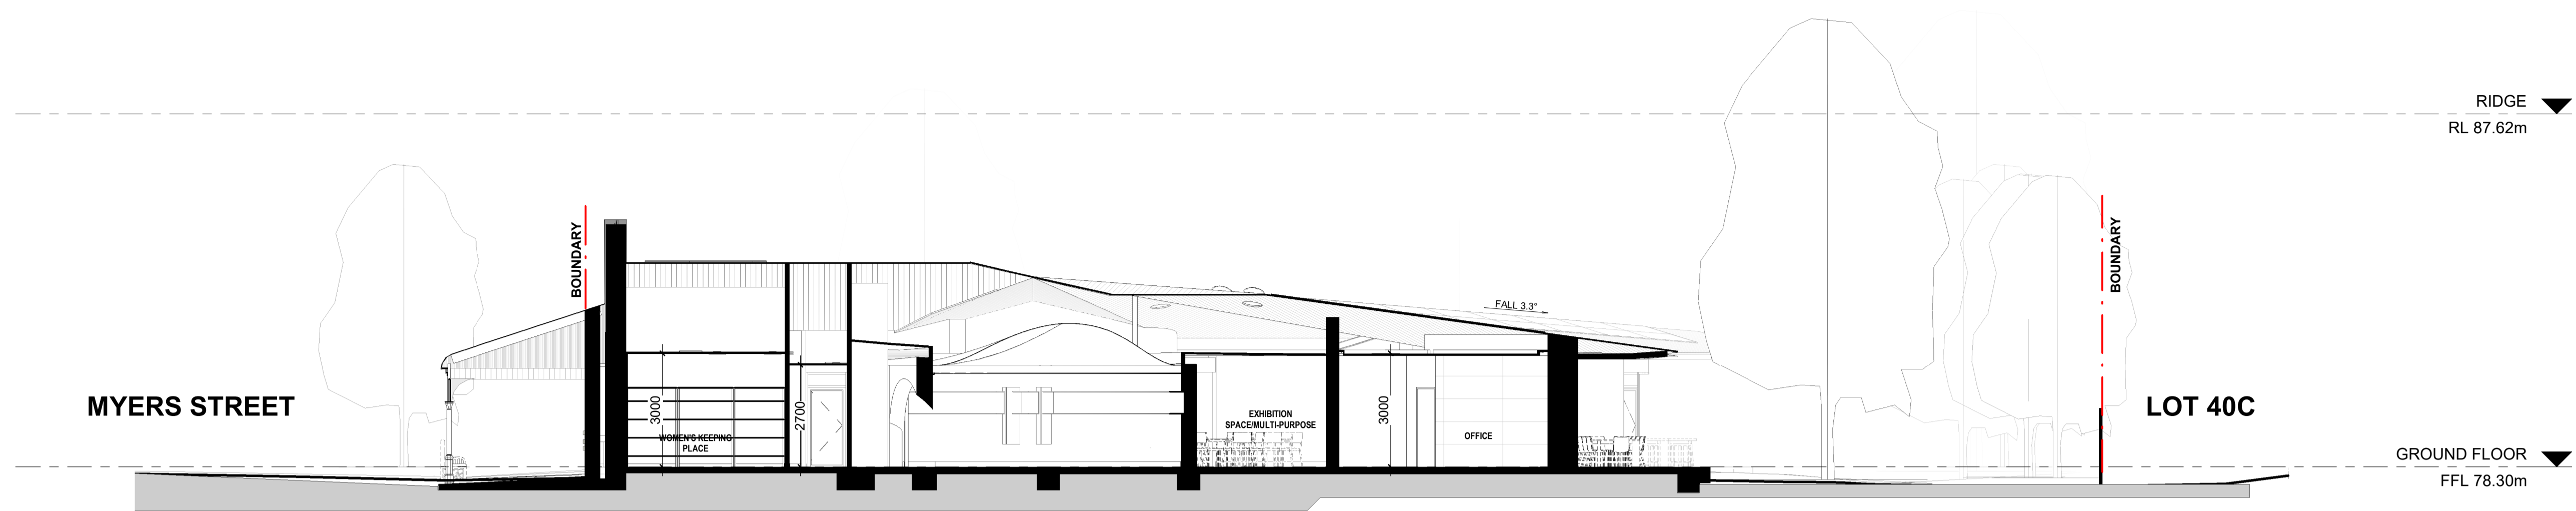 RIDGE
RL 87.62m
BOUNDARY
BOUNDARY
FALL 3.3°
MYERS STREET
3000
2700
3000
WOMEN'S KEEPING
PLACE
EXHIBITION
SPACE/MULTI-PURPOSE
OFFICE
LOT 40C
GROUND FLOOR
FFL 78.30m